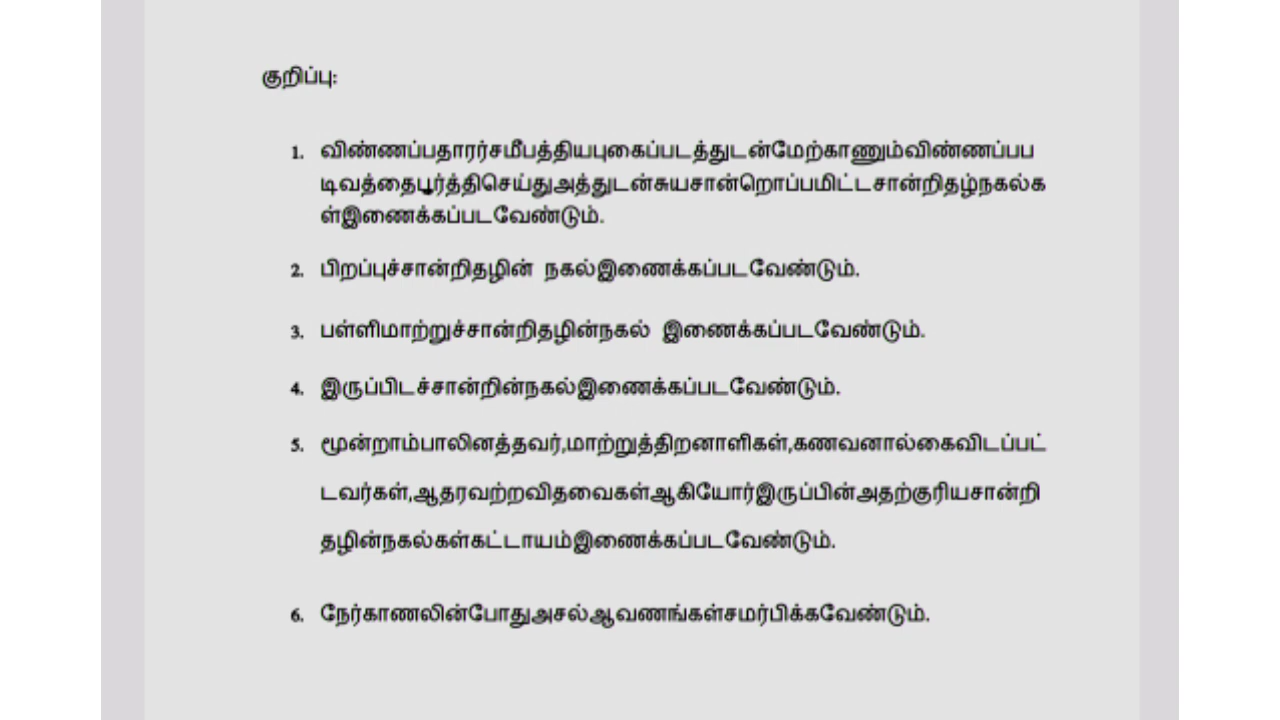 குறிப்பு:
1. விண்ணப்பதாரர்சமீபத்தியபுகைப்படத்துடன்மேற்காணும்விண்ணப்பப
டிவத்தைபூர்த்திசெய்துஅத்துடன்சுயசான்றொப்பமிட்டசான்றிதழ்நகல்க
ள்இணைக்கப்படவேண்டும்.
2. பிறப்புச்சான்றிதழின் நகல்இணைக்கப்படவேண்டும்.
3. பள்ளிமாற்றுச்சான்றிதழின்நகல் இணைக்கப்படவேண்டும்.
4. இருப்பிடச்சான்றின்நகல்இணைக்கப்படவேண்டும்.
5. மூன்றாம்பாலினத்தவர்,மாற்றுத்திறனாளிகள்,கணவனால்கைவிடப்பட்
டவர்கள்,ஆதரவற்றவிதவைகள்ஆகியோர்இருப்பின்அதற்குரியசான்றி
தழின்நகல்கள்கட்டாயம்இணைக்கப்படவேண்டும்.
6. நேர்காணலின்போதுஅசல்ஆவணங்கள்சமர்பிக்கவேண்டும்.